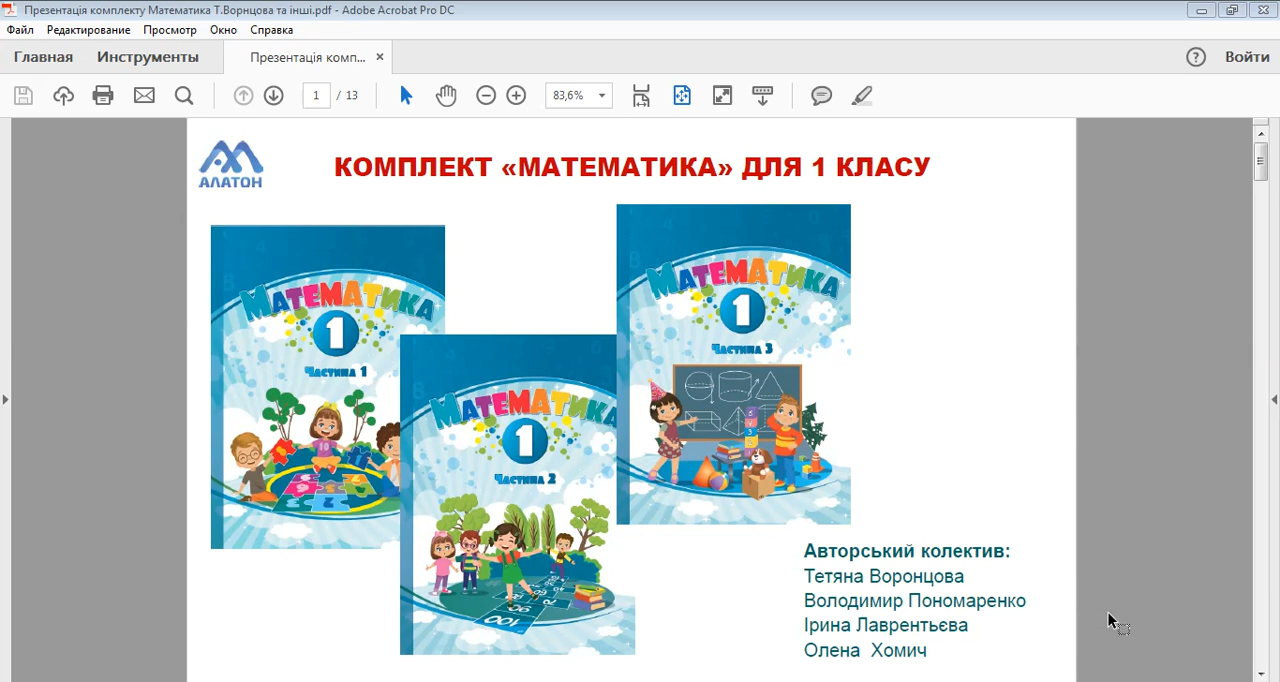 Презентація комплекту Математика Т.Ворнцова та інші.pdf - Adobe Acrobat Pro DC
Файл Редактирование Просмотр Окно Справка
Главная Инструменты Презентація комп... × Войти
1 / 13 83,6%
АЛАТОН
КОМПЛЕКТ «МАТЕМАТИКА» ДЛЯ 1 КЛАСУ
МАТЕМАТИКА
1
Частина 1
МАТЕМАТИКА
1
Частина 2
100
МАТЕМАТИКА
1
Частина 3
Авторський колектив:
Тетяна Воронцова
Володимир Пономаренко
Ірина Лаврентьєва
Олена Хомич